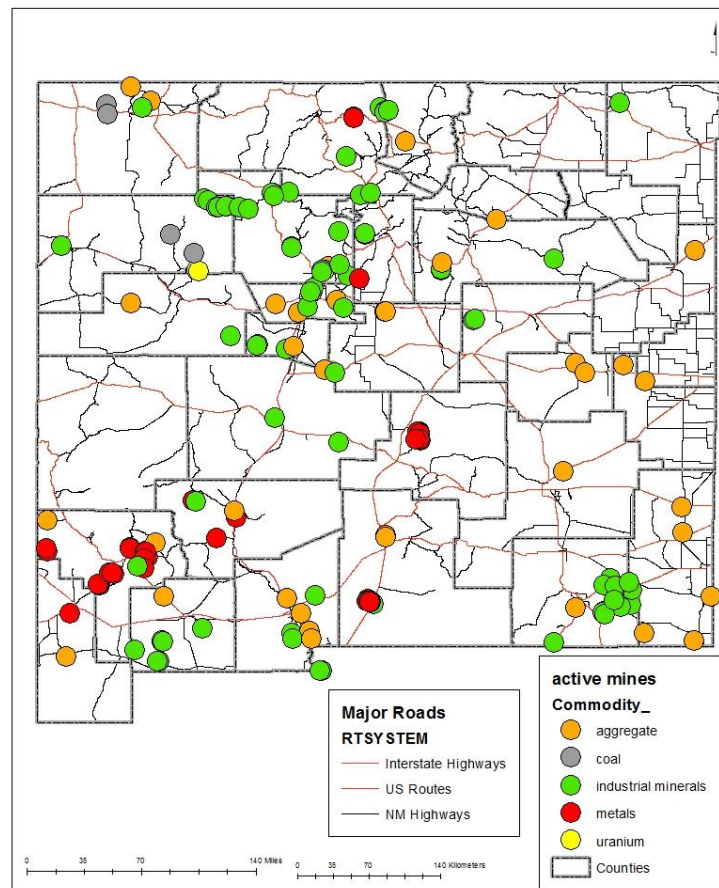 active mines
Commodity_
aggregate
coal
industrial minerals
metals
uranium
Counties
Major Roads
RTSYSTEM
Interstate Highways
US Routes
NM Highways
0 35 70 140 Miles
0 35 70 140 Kilometers